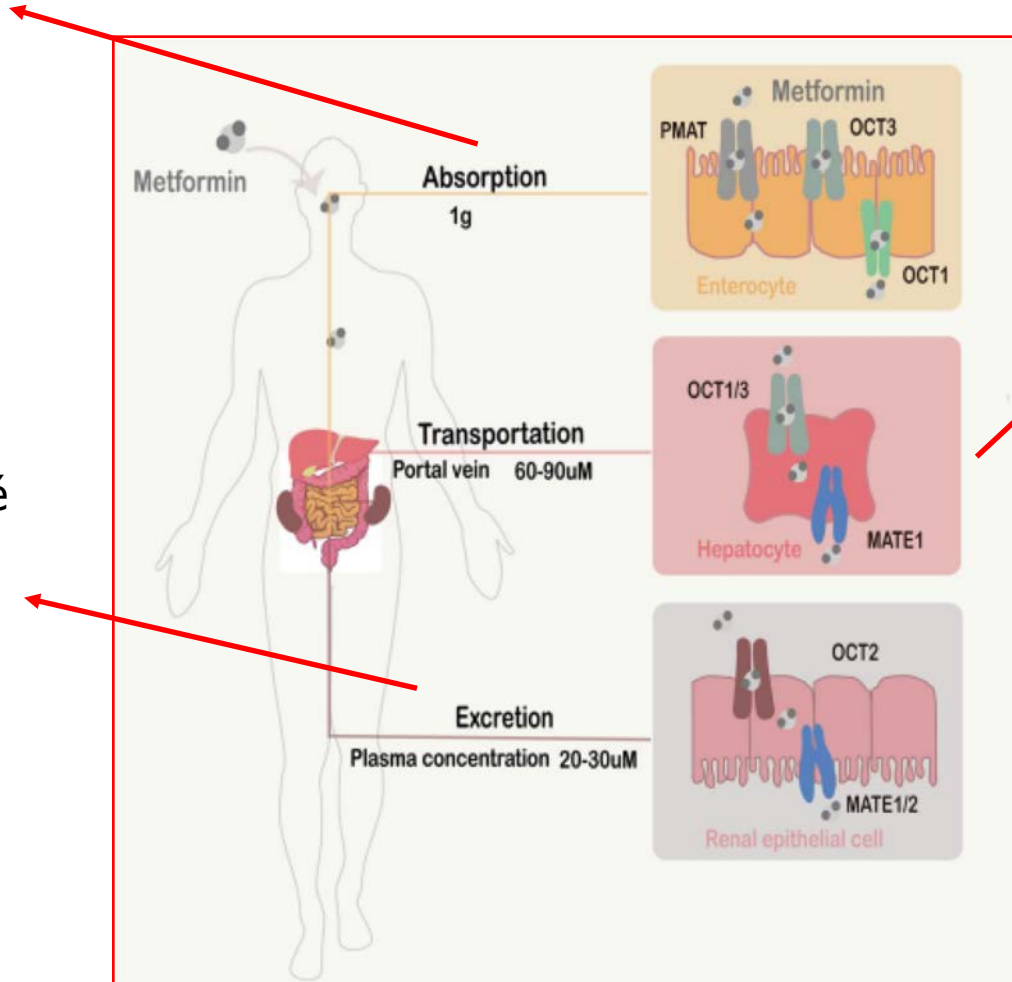 Metformin
Absorption
1g
Metformin
PMAT
OCT3
OCT1
Enterocyte
Transportation
Portal vein 60-90uM
OCT1/3
MATE1
Hepatocyte
é
Excretion
Plasma concentration 20-30uM
OCT2
MATE1/2
Renal epithelial cell